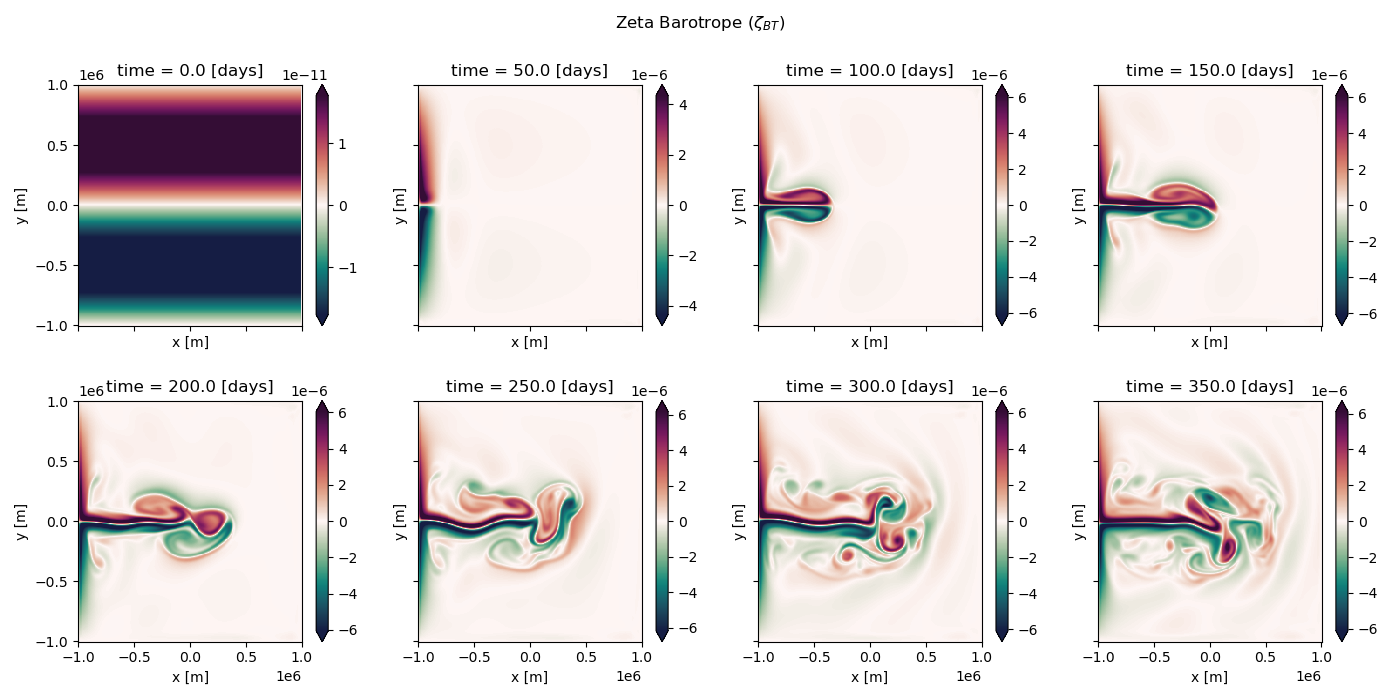 Zeta Barotrope (ζBT)
1e6 time = 0.0 [days] 1e−11
time = 50.0 [days] 1e−6
time = 100.0 [days] 1e−6
time = 150.0 [days] 1e−6
1.0
0.5
0.0
−0.5
−1.0
y [m]
x [m]
1
0
−1
y [m]
x [m]
4
2
0
−2
−4
y [m]
x [m]
6
4
2
0
−2
−4
−6
y [m]
x [m]
6
4
2
0
−2
−4
−6
1e6 time = 200.0 [days] 1e−6
time = 250.0 [days] 1e−6
time = 300.0 [days] 1e−6
time = 350.0 [days] 1e−6
1.0
0.5
0.0
−0.5
−1.0
y [m]
−1.0 −0.5 0.0 0.5 1.0
x [m] 1e6
6
4
2
0
−2
−4
−6
y [m]
−1.0 −0.5 0.0 0.5 1.0
x [m] 1e6
6
4
2
0
−2
−4
−6
y [m]
−1.0 −0.5 0.0 0.5 1.0
x [m] 1e6
6
4
2
0
−2
−4
−6
y [m]
−1.0 −0.5 0.0 0.5 1.0
x [m] 1e6
6
4
2
0
−2
−4
−6